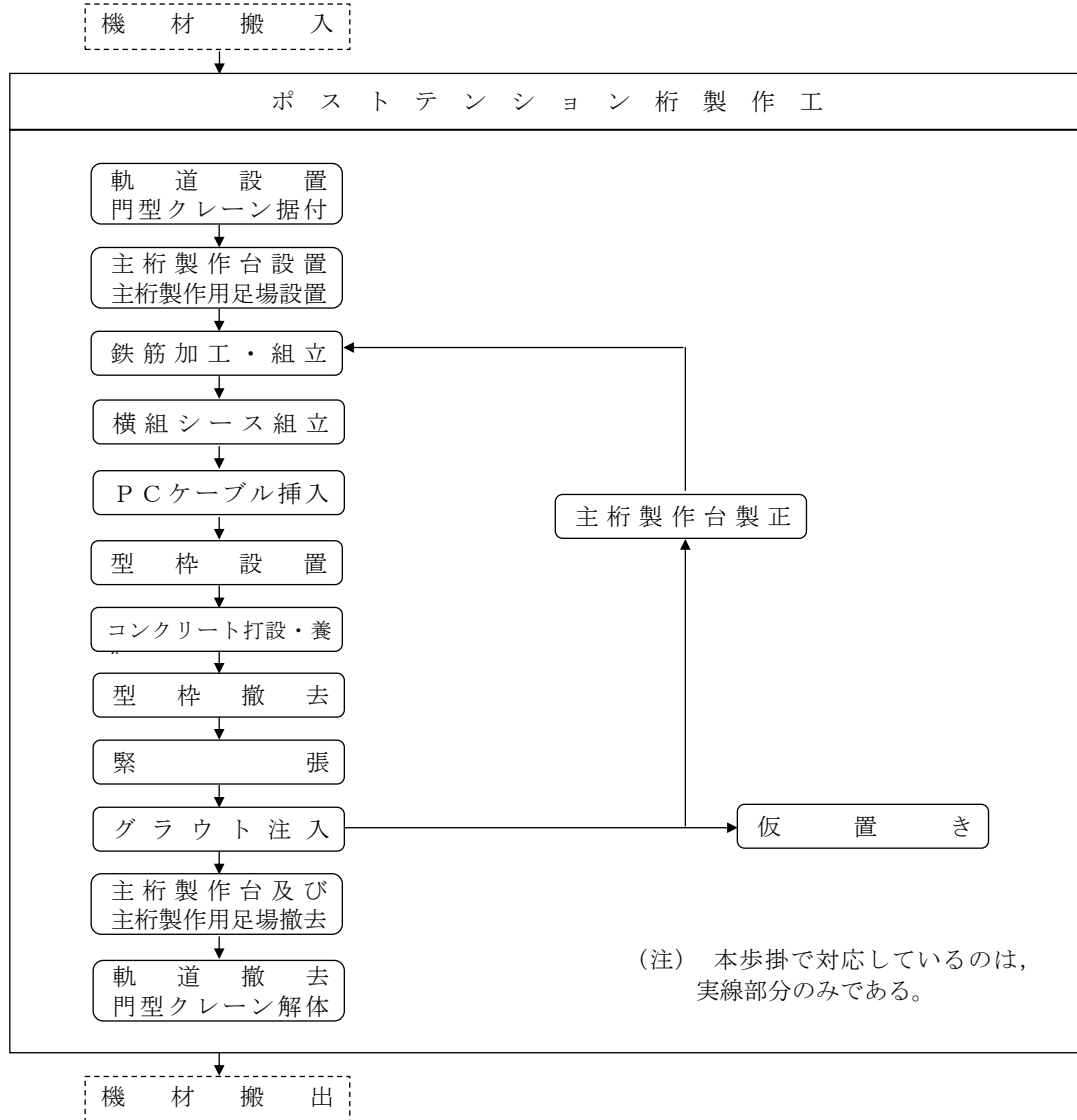 機材搬入
ポストテンション桁製作工
軌道設置
門型クレーン据付
主桁製作台設置
主桁製作用足場設置
鉄筋加工・組立
横組シース組立
ＰＣケーブル挿入
主桁製作台製正
型枠設置
コンクリート打設・養
型枠撤去
緊張
グラウト注入
仮置き
主桁製作台及び
主桁製作用足場撤去
（注）　本歩掛で対応しているのは，
実線部分のみである。
軌道撤去
門型クレーン解体
機材搬出